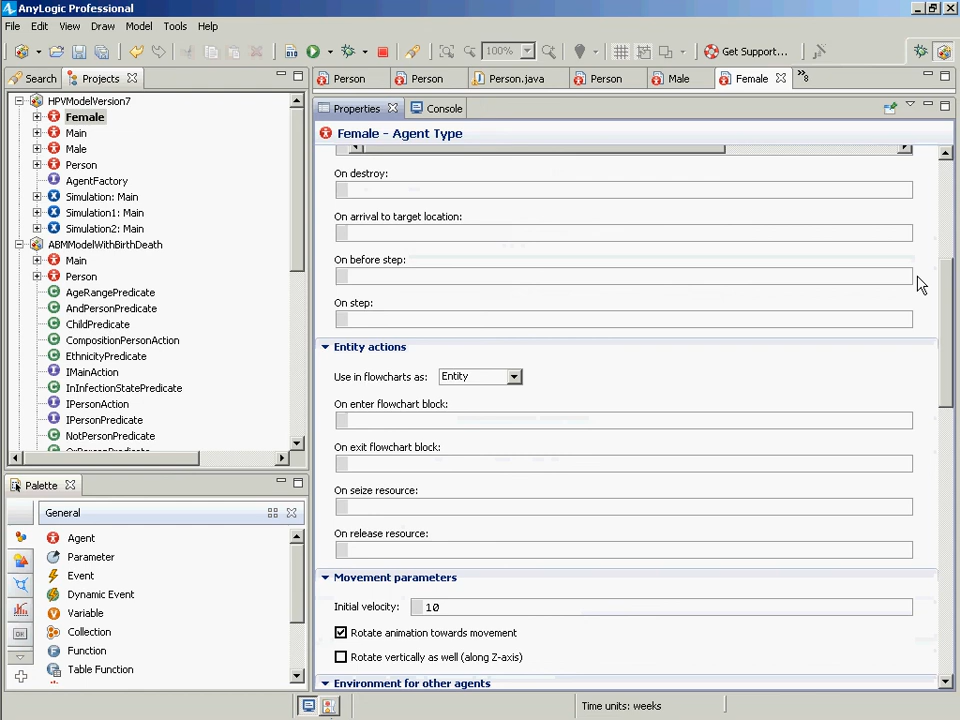 AnyLogic Professional
File Edit View Draw Model Tools Help
100% Get Support...
Search Projects
Person Person Person.java Person Male Female 8
HPVModelVersion7
Female
Main
Male
Person
AgentFactory
Simulation: Main
Simulation1: Main
Simulation2: Main
ABMModelWithBirthDeath
Main
Person
AgeRangePredicate
AndPersonPredicate
ChildPredicate
CompositionPersonAction
EthnicityPredicate
IMainAction
InInfectionStatePredicate
IPersonAction
IPersonPredicate
NotPersonPredicate
Palette
General
Agent
Parameter
Event
Dynamic Event
Variable
Collection
Function
Table Function
Properties Console
Female - Agent Type
On destroy:
On arrival to target location:
On before step:
On step:
Entity actions
Use in flowcharts as: Entity
On enter flowchart block:
On exit flowchart block:
On seize resource:
On release resource:
Movement parameters
Initial velocity: 10
Rotate animation towards movement
Rotate vertically as well (along Z-axis)
Environment for other agents
Time units: weeks